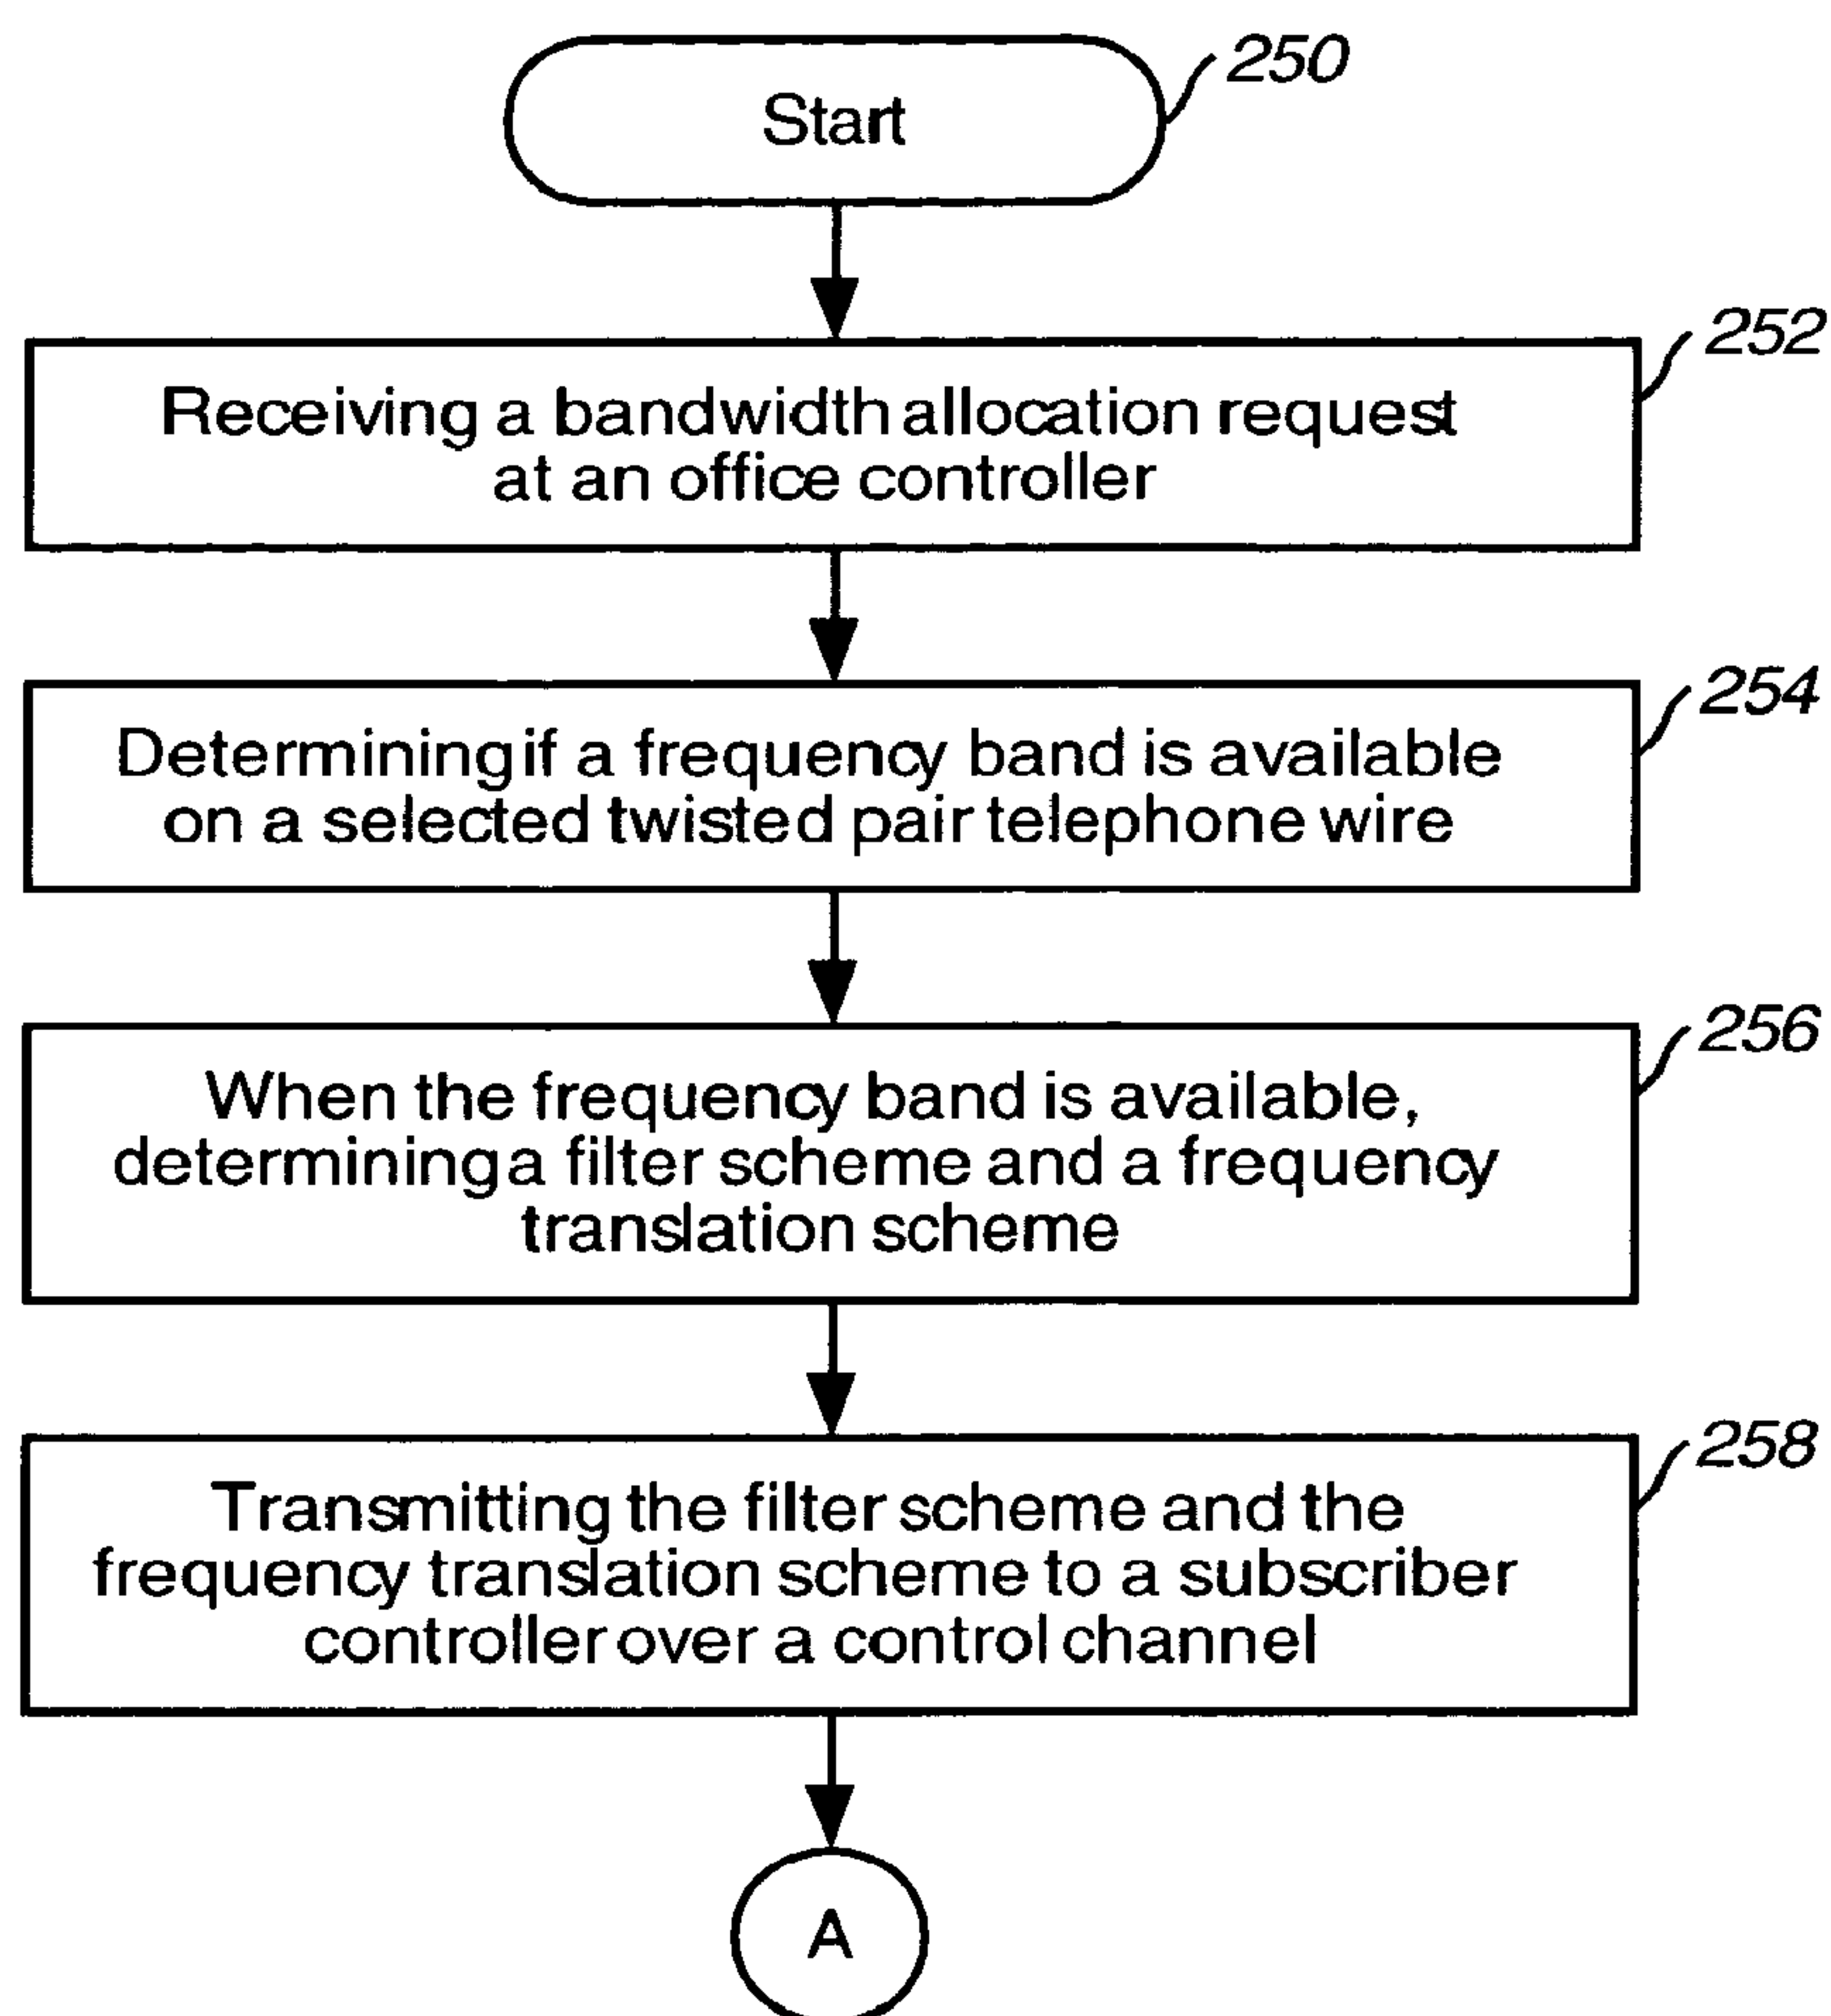 Start
250
252
Receiving a bandwidth allocation request
at an office controller
254
Determining if a frequency band is available
on a selected twisted pair telephone wire
256
When the frequency band is available,
determining a filter scheme and a frequency
translation scheme
258
Transmitting the filter scheme and the
frequency translation scheme to a subscriber
controller over a control channel
A